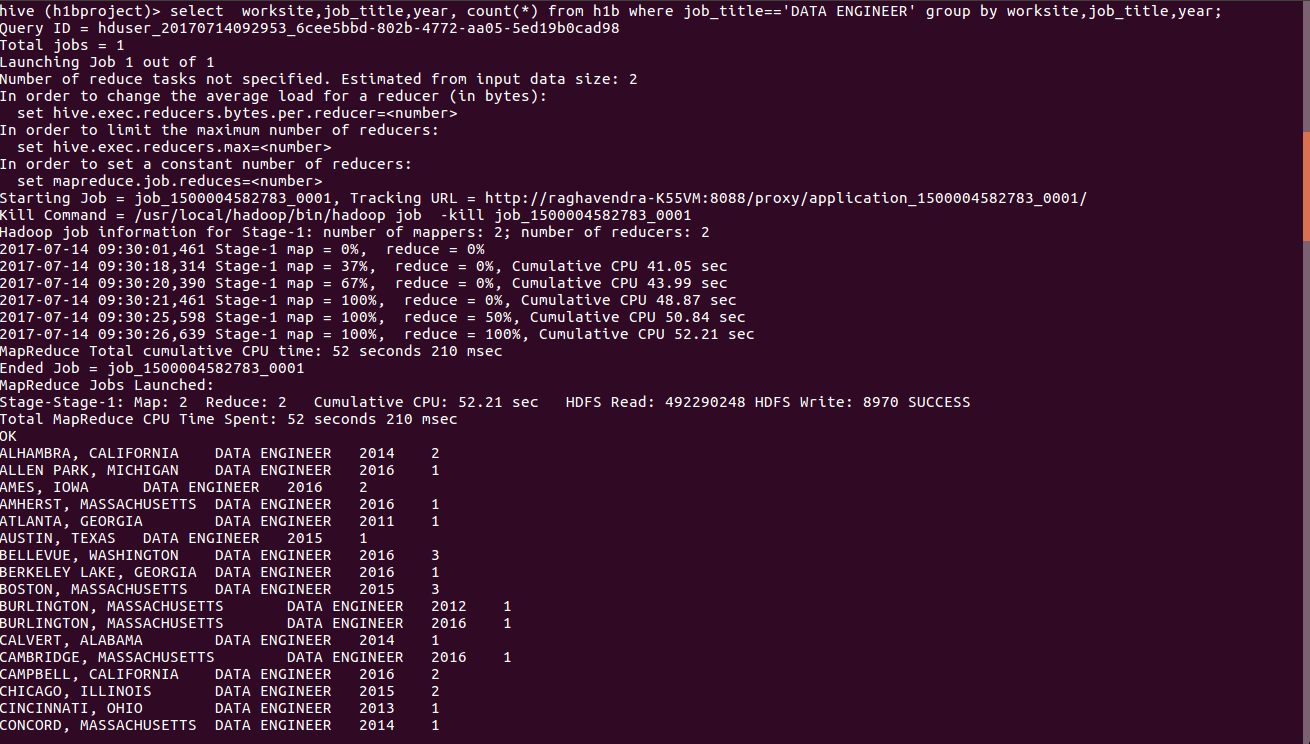 hive (h1bproject)> select  worksite,job_title,year, count(*) from h1b where job_title=='DATA ENGINEER' group by worksite,job_title,year;
Query ID = hduser_20170714092953_6cee5bbd-802b-4772-aa05-5ed19b0cad98
Total jobs = 1
Launching Job 1 out of 1
Number of reduce tasks not specified. Estimated from input data size: 2
In order to change the average load for a reducer (in bytes):
  set hive.exec.reducers.bytes.per.reducer=<number>
In order to limit the maximum number of reducers:
  set hive.exec.reducers.max=<number>
In order to set a constant number of reducers:
  set mapreduce.job.reduces=<number>
Starting Job = job_1500004582783_0001, Tracking URL = http://raghavendra-K55VM:8088/proxy/application_1500004582783_0001/
Kill Command = /usr/local/hadoop/bin/hadoop job  -kill job_1500004582783_0001
Hadoop job information for Stage-1: number of mappers: 2; number of reducers: 2
2017-07-14 09:30:01,461 Stage-1 map = 0%,  reduce = 0%
2017-07-14 09:30:18,314 Stage-1 map = 37%,  reduce = 0%, Cumulative CPU 41.05 sec
2017-07-14 09:30:20,390 Stage-1 map = 67%,  reduce = 0%, Cumulative CPU 43.99 sec
2017-07-14 09:30:21,461 Stage-1 map = 100%,  reduce = 0%, Cumulative CPU 48.87 sec
2017-07-14 09:30:25,598 Stage-1 map = 100%,  reduce = 50%, Cumulative CPU 50.84 sec
2017-07-14 09:30:26,639 Stage-1 map = 100%,  reduce = 100%, Cumulative CPU 52.21 sec
MapReduce Total cumulative CPU time: 52 seconds 210 msec
Ended Job = job_1500004582783_0001
MapReduce Jobs Launched:
Stage-Stage-1: Map: 2  Reduce: 2   Cumulative CPU: 52.21 sec   HDFS Read: 492290248 HDFS Write: 8970 SUCCESS
Total MapReduce CPU Time Spent: 52 seconds 210 msec
OK
ALHAMBRA, CALIFORNIA    DATA ENGINEER   2014    2
ALLEN PARK, MICHIGAN    DATA ENGINEER   2016    1
AMES, IOWA      DATA ENGINEER   2016    2
AMHERST, MASSACHUSETTS  DATA ENGINEER   2016    1
ATLANTA, GEORGIA        DATA ENGINEER   2011    1
AUSTIN, TEXAS   DATA ENGINEER   2015    1
BELLEVUE, WASHINGTON    DATA ENGINEER   2016    3
BERKELEY LAKE, GEORGIA  DATA ENGINEER   2016    1
BOSTON, MASSACHUSETTS   DATA ENGINEER   2015    3
BURLINGTON, MASSACHUSETTS       DATA ENGINEER   2012    1
BURLINGTON, MASSACHUSETTS       DATA ENGINEER   2016    1
CALVERT, ALABAMA        DATA ENGINEER   2014    1
CAMBRIDGE, MASSACHUSETTS        DATA ENGINEER   2016    1
CAMPBELL, CALIFORNIA    DATA ENGINEER   2016    2
CHICAGO, ILLINOIS       DATA ENGINEER   2015    2
CINCINNATI, OHIO        DATA ENGINEER   2013    1
CONCORD, MASSACHUSETTS  DATA ENGINEER   2014    1